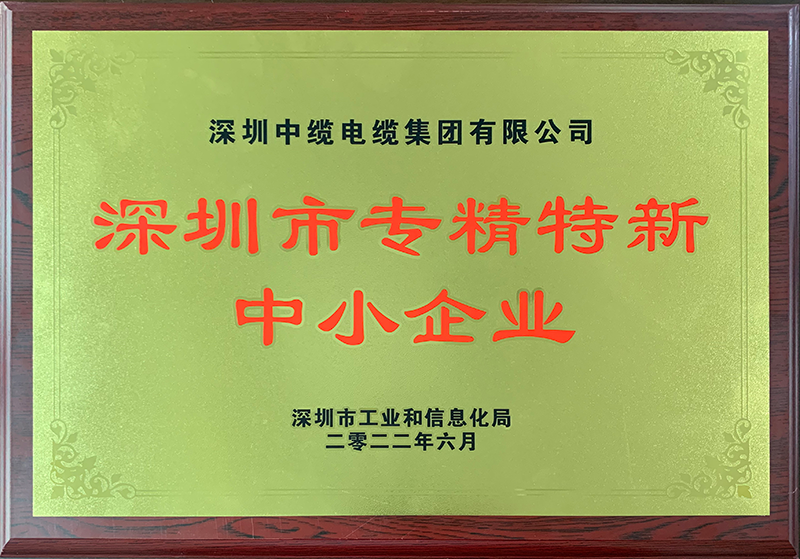 深圳中缆电缆集团有限公司
深圳市专精特新
中小企业
深圳市工业和信息化局
二零二二年六月